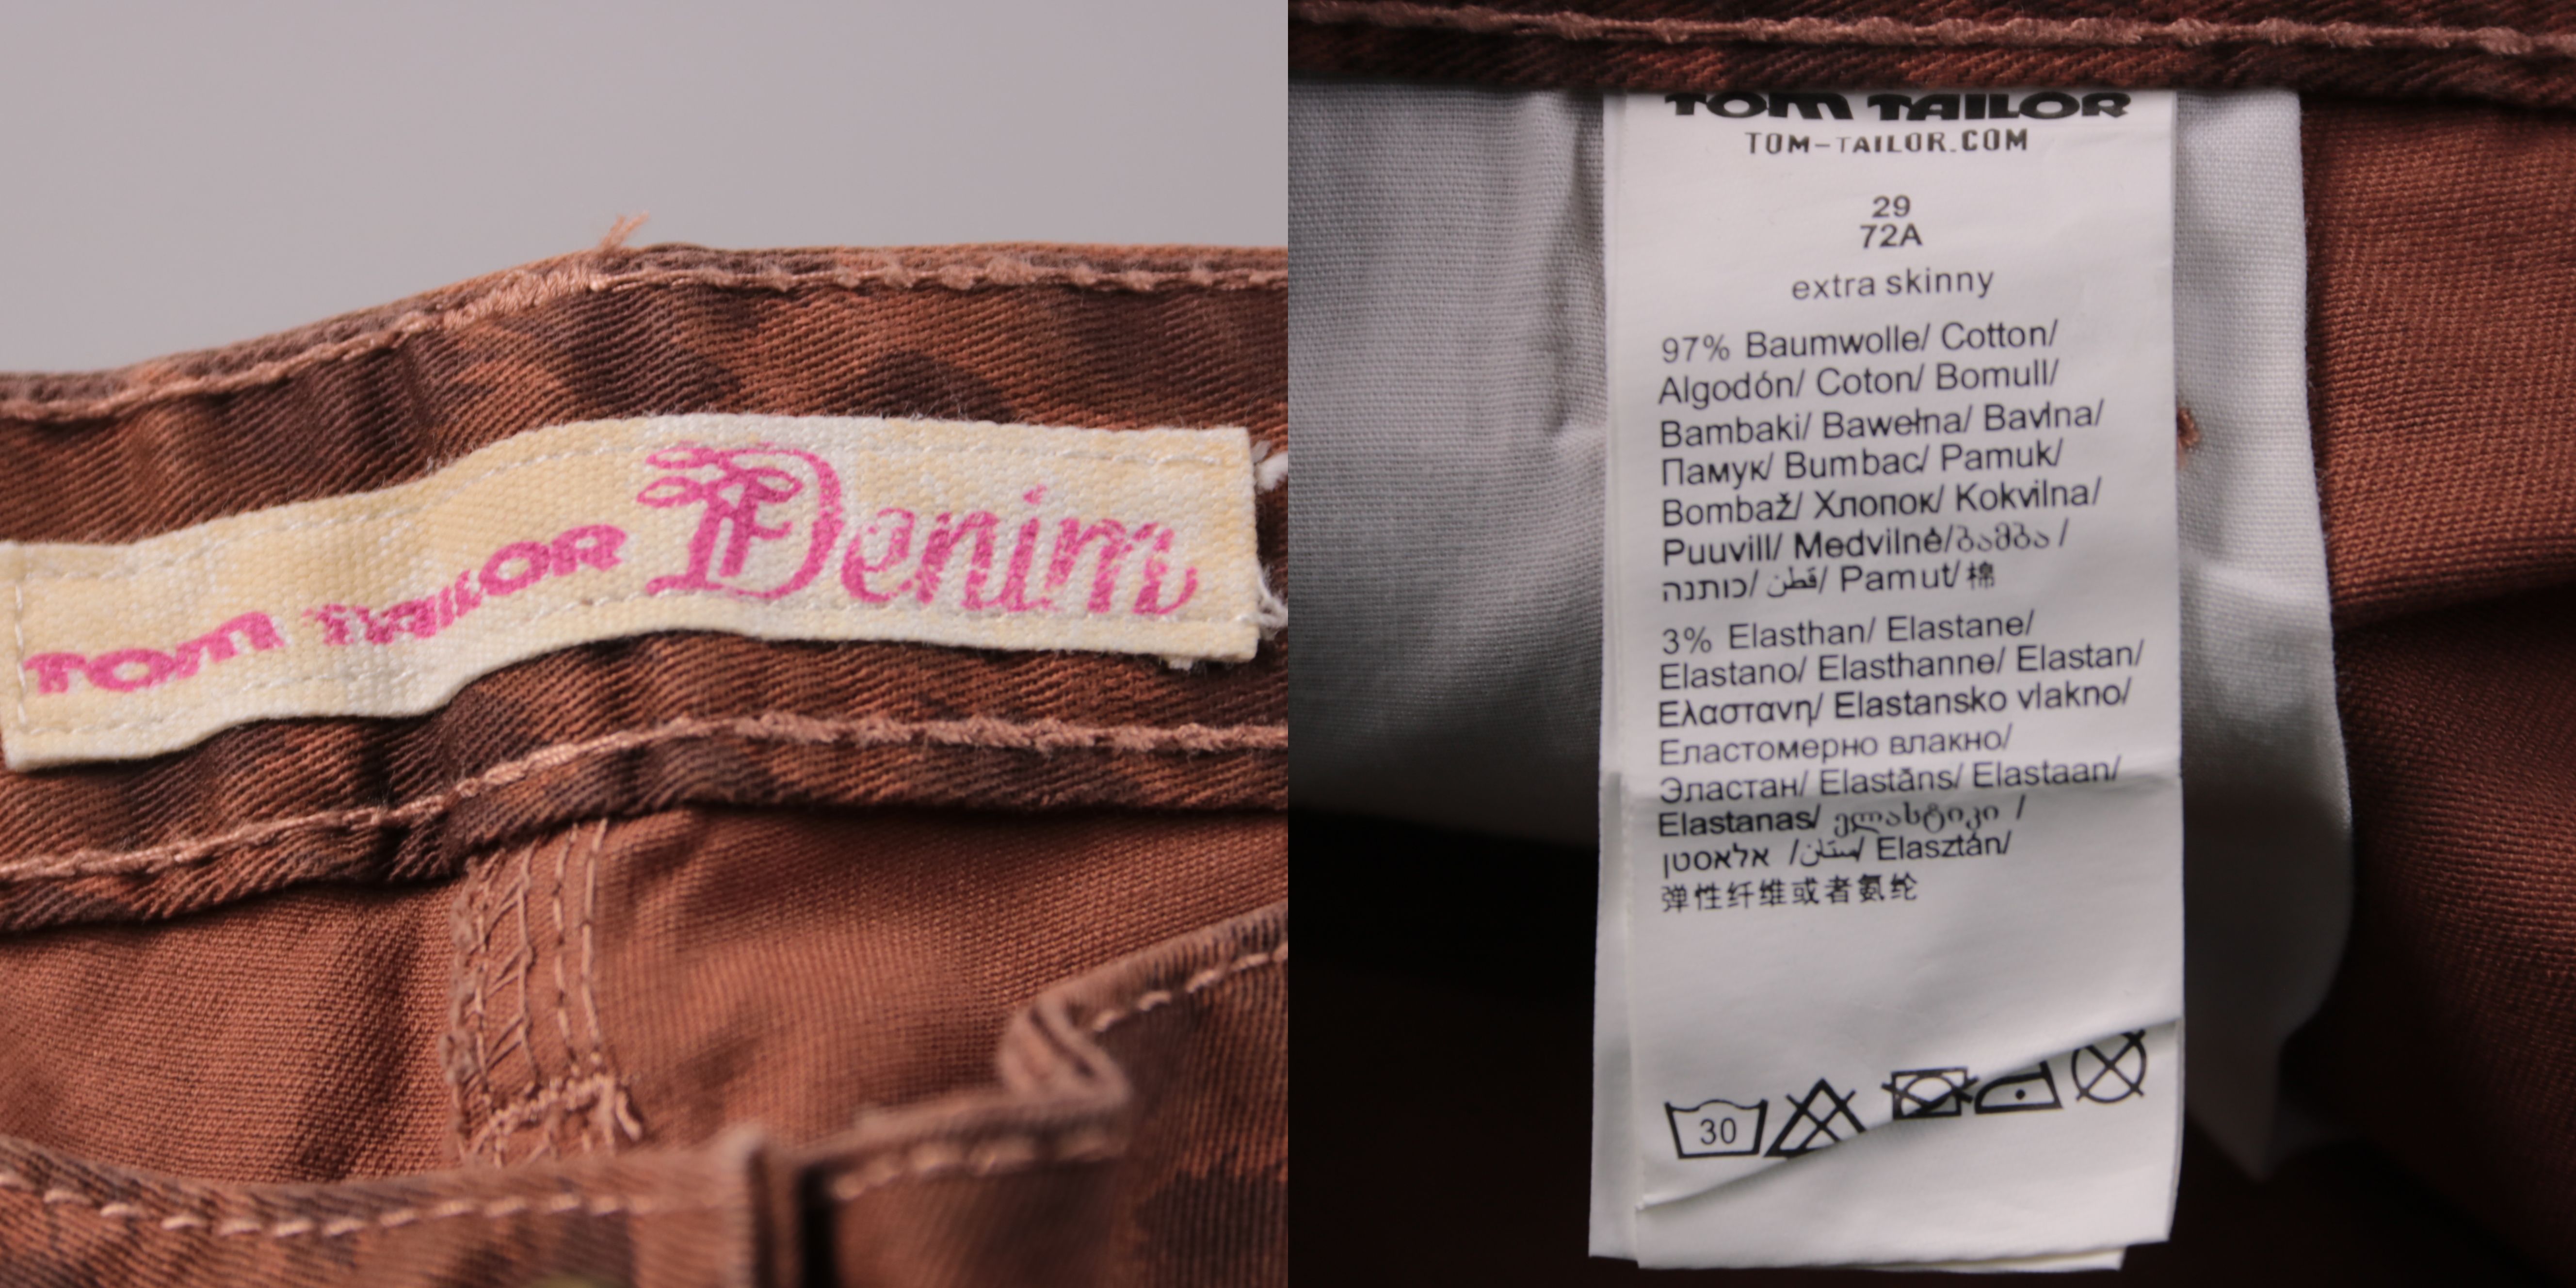 TOM TAILOR Denim
TOM TAILOR
TOM-TAILOR.COM
29
72A
extra skinny
97% Baumwolle/ Cotton/
Algodón/ Coton/ Bomull/
Bambaki/ Bawełna/ Bavlna/
Памук/ Bumbac/ Pamuk/
Bombaž/ Хлопок/ Kokvilna/
Puuvill/ Medvilnė/ბამბა /
כותנה/ قطن/ Pamut/ 棉
3% Elasthan/ Elastane/
Elastano/ Elasthanne/ Elastan/
Ελαστανη/ Elastansko vlakno/
Еластомерно влакно/
Эластан/ Elastāns/ Elastaan/
Elastanas/ ელასტიკი /
אלאסטן / / Elasztán/
弹性纤维或者氨纶
30